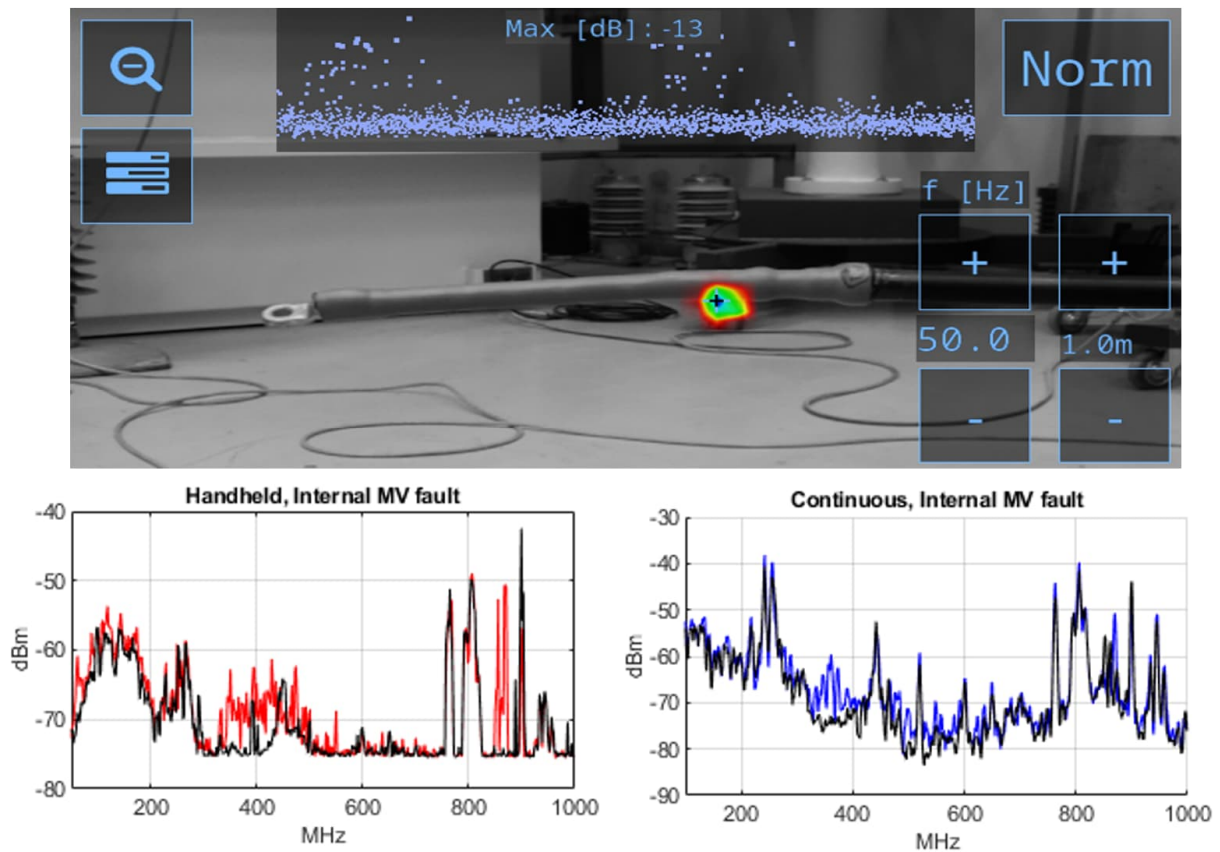 Max [dB]:-13
Norm
f [Hz]
+ +
50.0 1.0m
- -
Handheld, Internal MV fault
-40
-50
-60
-70
-80
dBm
200 400 600 800 1000
MHz
Continuous, Internal MV fault
-30
-40
-50
-60
-70
-80
-90
dBm
200 400 600 800 1000
MHz